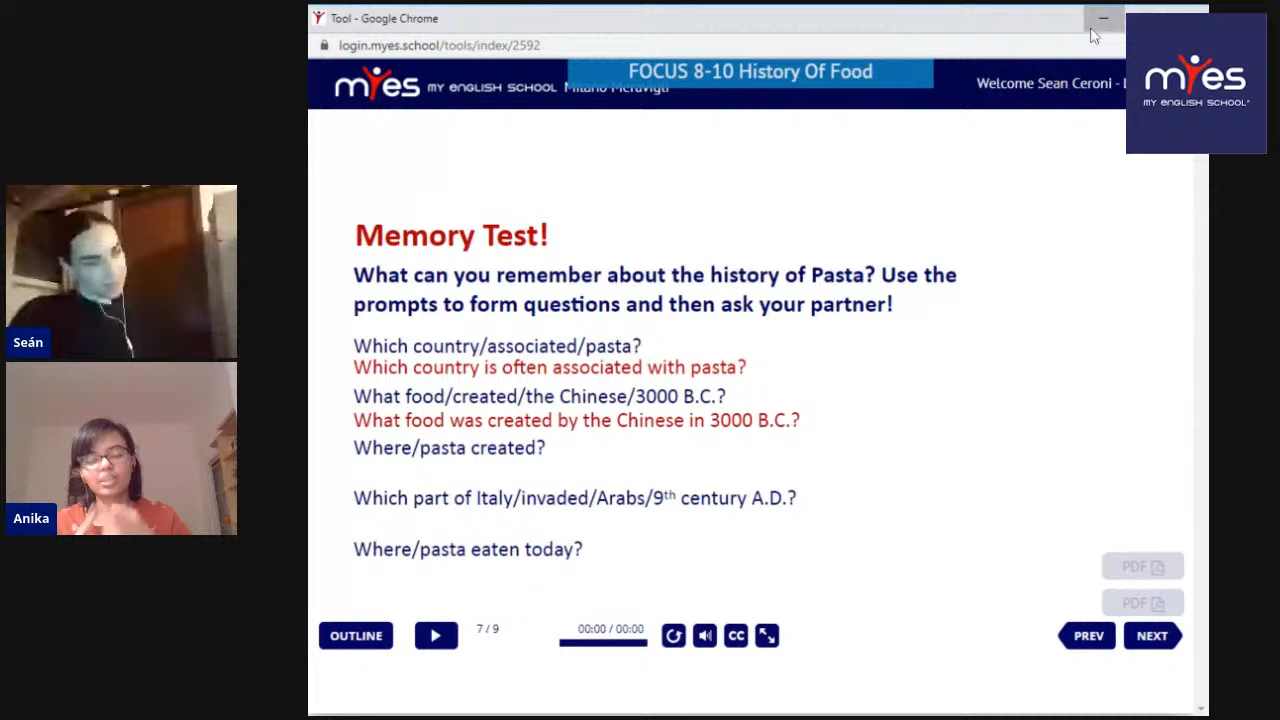 Tool - Google Chrome
login.myes.school/tools/index/2592
FOCUS 8-10 History Of Food
myes MY ENGLISH SCHOOL Milano Meravigli
Welcome Sean Ceroni -
myes
MY ENGLISH SCHOOL
Memory Test!
What can you remember about the history of Pasta? Use the
prompts to form questions and then ask your partner!
Which country/associated/pasta?
Which country is often associated with pasta?
What food/created/the Chinese/3000 B.C.?
What food was created by the Chinese in 3000 B.C.?
Where/pasta created?
Which part of Italy/invaded/Arabs/9th century A.D.?
Where/pasta eaten today?
Seán
Anika
PDF
PDF
OUTLINE
7 / 9
00:00 / 00:00
CC
PREV
NEXT